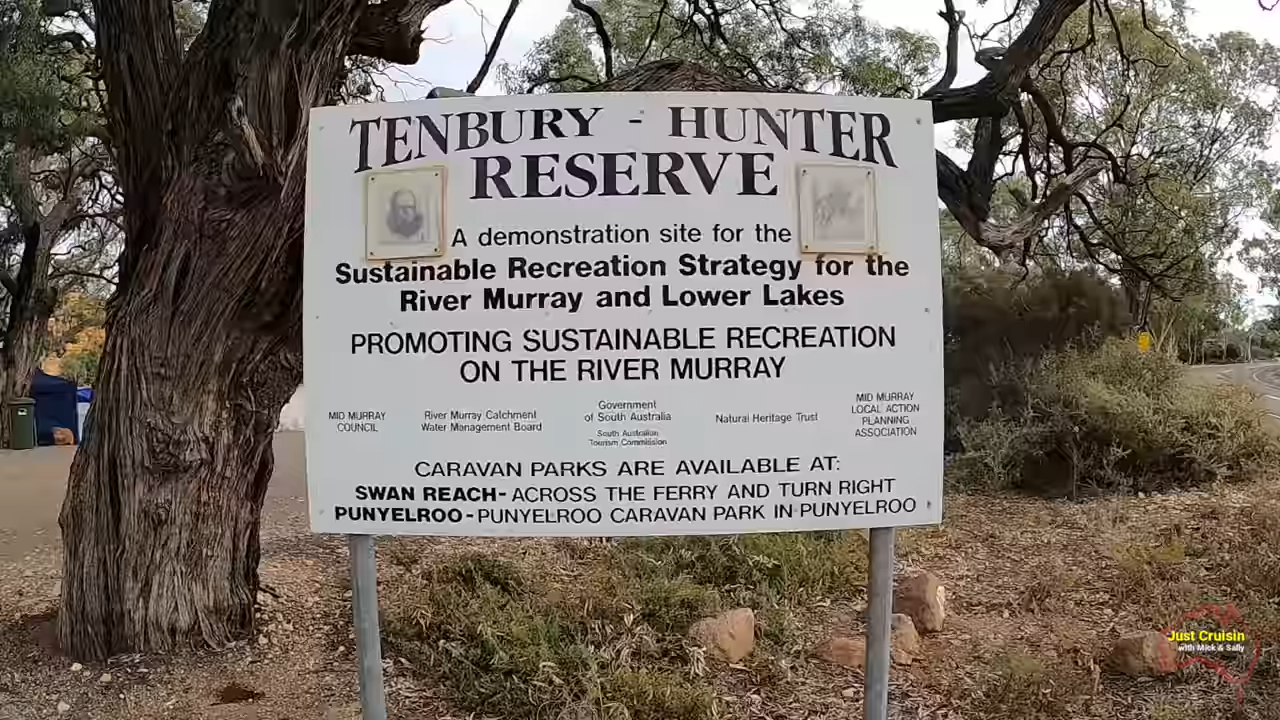 TENBURY - HUNTER
RESERVE
A demonstration site for the
Sustainable Recreation Strategy for the
River Murray and Lower Lakes
PROMOTING SUSTAINABLE RECREATION
ON THE RIVER MURRAY
MID MURRAY
COUNCIL
River Murray Catchment
Water Management Board
Government
of South Australia
South Australian
Tourism Commission
Natural Heritage Trust
MID MURRAY
LOCAL ACTION
PLANNING
ASSOCIATION
CARAVAN PARKS ARE AVAILABLE AT:
SWAN REACH- ACROSS THE FERRY AND TURN RIGHT
PUNYELROO - PUNYELROO CARAVAN PARK IN PUNYELROO
Just Cruisin
with Mick & Sally